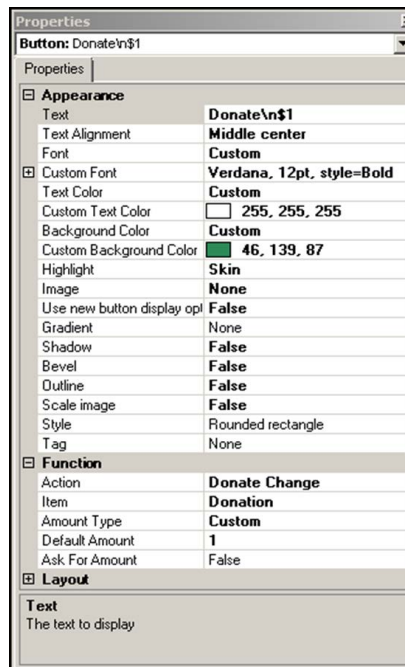 Properties
Button: Donate\n$1
Properties
Appearance
Text Donate\n$1
Text Alignment Middle center
Font Custom
Custom Font Verdana, 12pt, style=Bold
Text Color Custom
Custom Text Color 255, 255, 255
Background Color Custom
Custom Background Color 46, 139, 87
Highlight Skin
Image None
Use new button display opt False
Gradient None
Shadow False
Bevel False
Outline False
Scale image False
Style Rounded rectangle
Tag None
Function
Action Donate Change
Item Donation
Amount Type Custom
Default Amount 1
Ask For Amount False
Layout
Text
The text to display